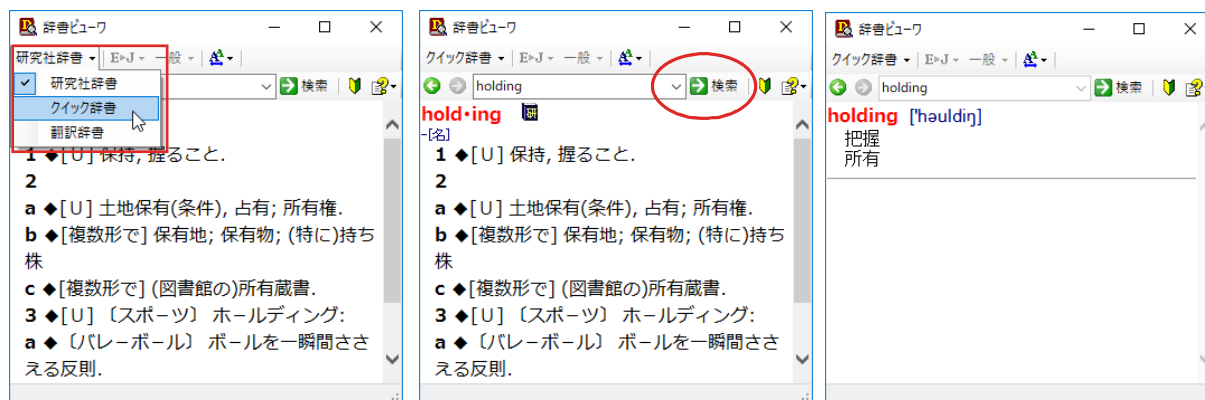 辞書ビューワ
研究社辞書 E▸J 一般 A
研究社辞書 検索
クイック辞書
翻訳辞書
1 ◆[U] 保持, 握ること.
2
a ◆[U] 土地保有(条件), 占有; 所有権.
b ◆[複数形で] 保有地; 保有物; (特に)持ち
株
c ◆[複数形で] (図書館の)所有蔵書.
3 ◆[U] 〔スポーツ〕 ホールディング:
a ◆〔バレーボール〕 ボールを一瞬間ささ
える反則.
辞書ビューワ
クイック辞書 E▸J 一般 A
holding 検索
hold•ing 研
-[名]
1 ◆[U] 保持, 握ること.
2
a ◆[U] 土地保有(条件), 占有; 所有権.
b ◆[複数形で] 保有地; 保有物; (特に)持ち
株
c ◆[複数形で] (図書館の)所有蔵書.
3 ◆[U] 〔スポーツ〕 ホールディング:
a ◆〔バレーボール〕 ボールを一瞬間ささ
える反則.
辞書ビューワ
クイック辞書 E▸J 一般 A
holding 検索
holding ['həuldiŋ]
把握
所有